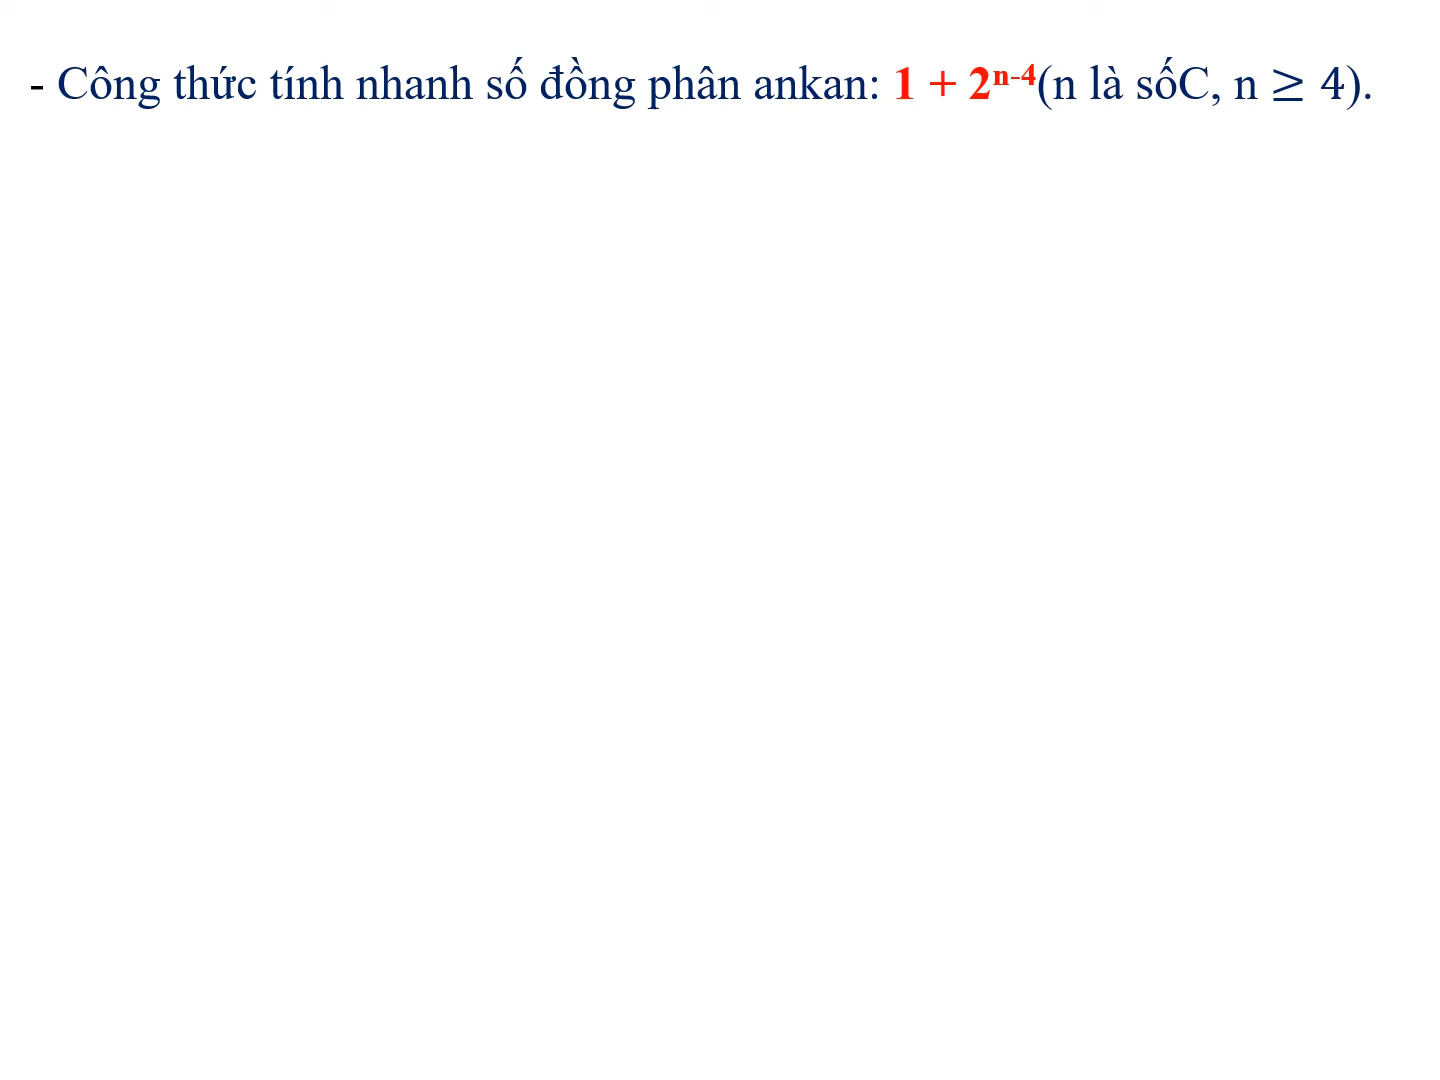 - Công thức tính nhanh số đồng phân ankan: 1 + 2ⁿ⁻⁴(n là sốC, n ≥ 4).